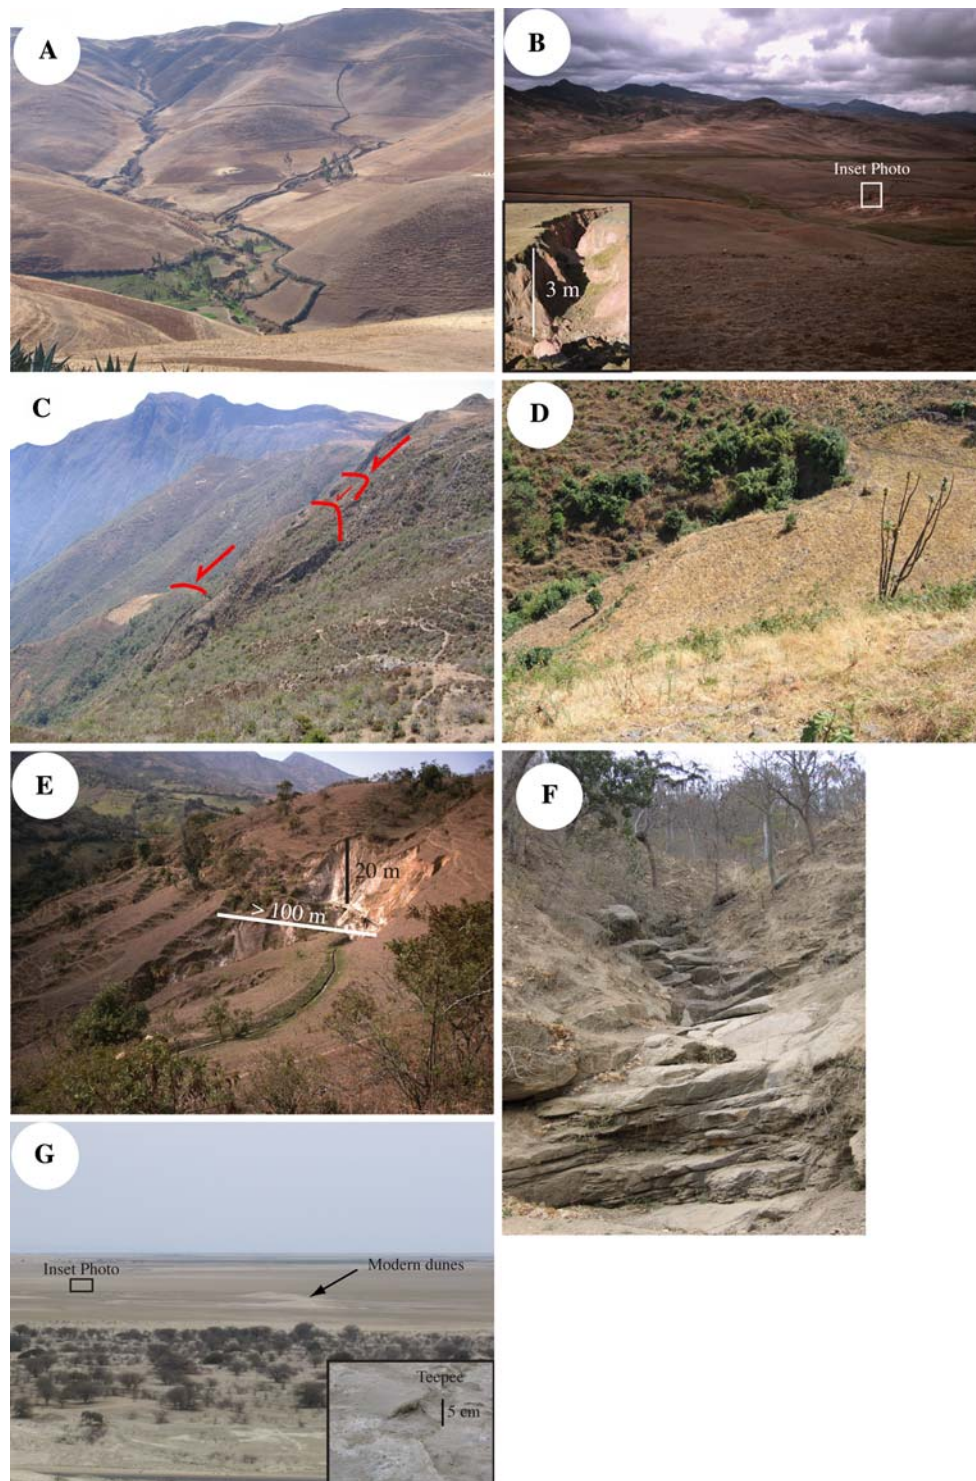 A
B
Inset Photo
3 m
C
D
E
20 m
> 100 m
F
G
Inset Photo
Modern dunes
Teepee
5 cm